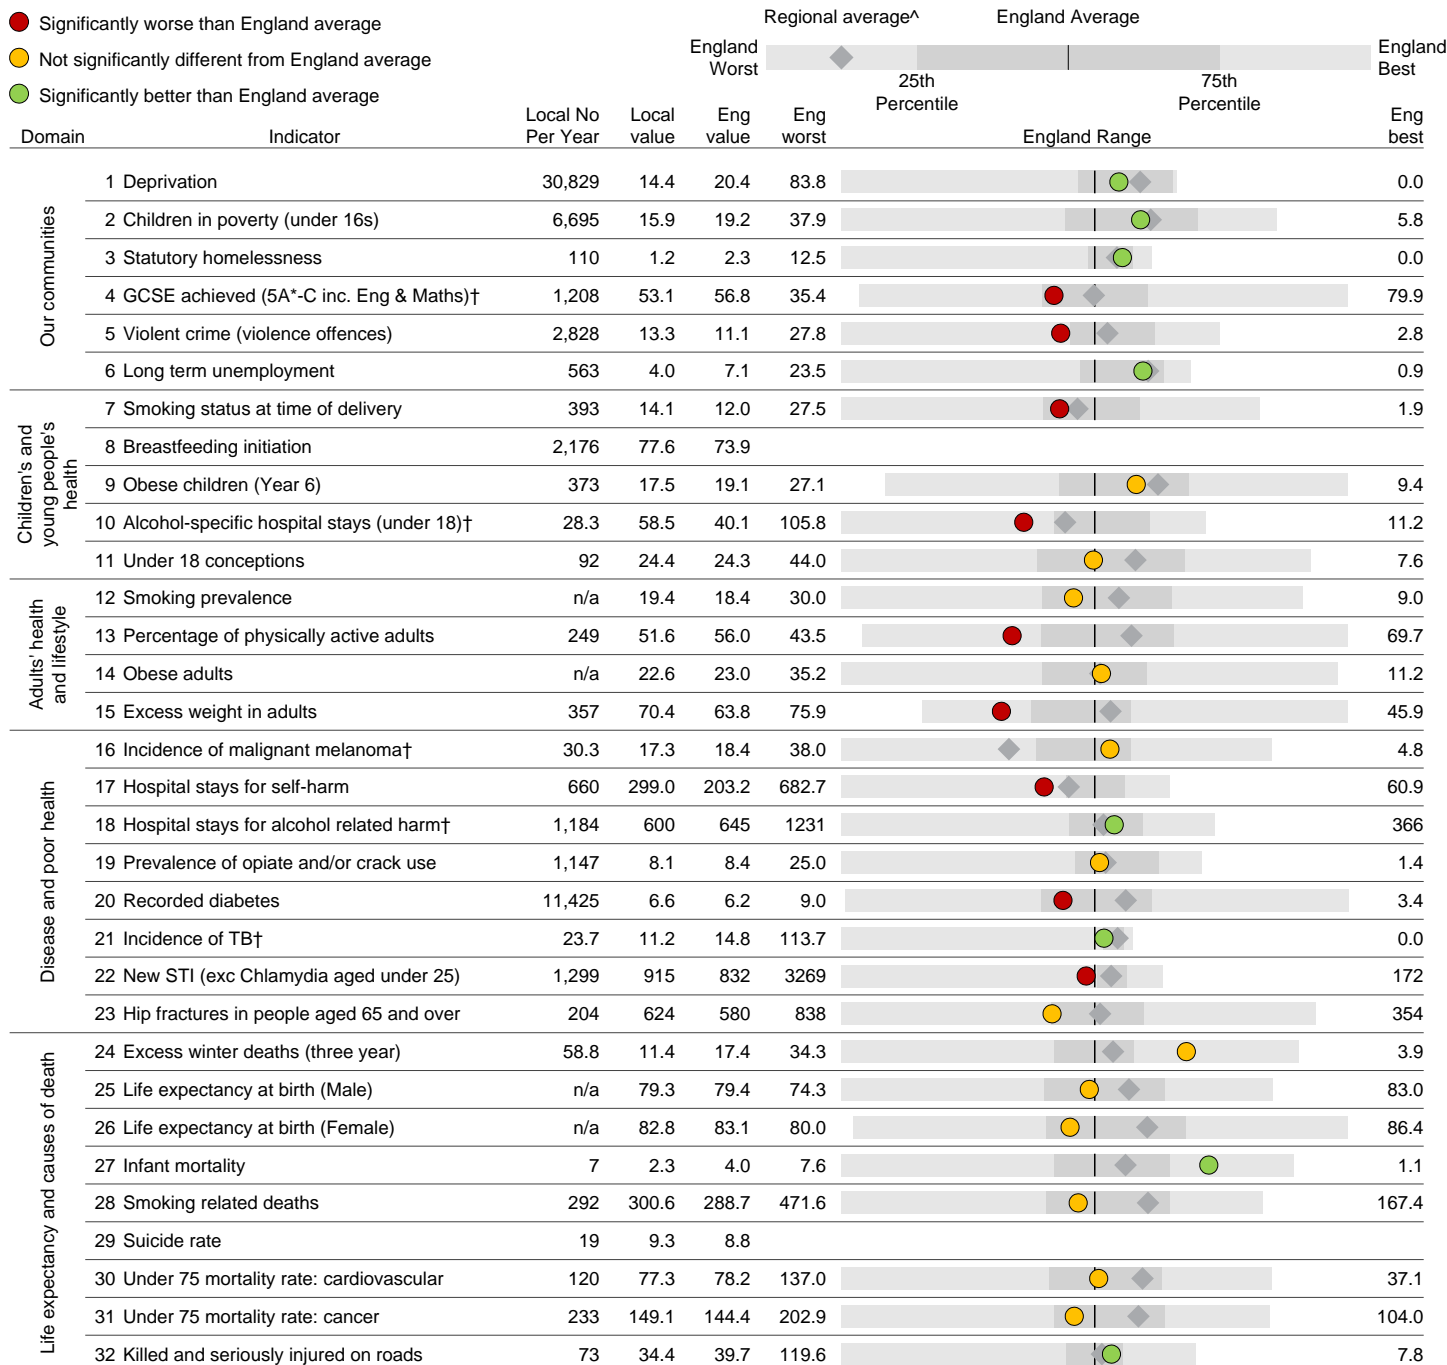 Significantly worse than England average
Not significantly different from England average
Significantly better than England average
Regional average^ England Average
England Worst England Best
25th Percentile 75th Percentile
Domain Indicator Local No Per Year Local value Eng value Eng worst England Range Eng best
Our communities
1 Deprivation 30,829 14.4 20.4 83.8 0.0
2 Children in poverty (under 16s) 6,695 15.9 19.2 37.9 5.8
3 Statutory homelessness 110 1.2 2.3 12.5 0.0
4 GCSE achieved (5A*-C inc. Eng & Maths)† 1,208 53.1 56.8 35.4 79.9
5 Violent crime (violence offences) 2,828 13.3 11.1 27.8 2.8
6 Long term unemployment 563 4.0 7.1 23.5 0.9
Children's and young people's health
7 Smoking status at time of delivery 393 14.1 12.0 27.5 1.9
8 Breastfeeding initiation 2,176 77.6 73.9
9 Obese children (Year 6) 373 17.5 19.1 27.1 9.4
10 Alcohol-specific hospital stays (under 18)† 28.3 58.5 40.1 105.8 11.2
11 Under 18 conceptions 92 24.4 24.3 44.0 7.6
Adults' health and lifestyle
12 Smoking prevalence n/a 19.4 18.4 30.0 9.0
13 Percentage of physically active adults 249 51.6 56.0 43.5 69.7
14 Obese adults n/a 22.6 23.0 35.2 11.2
15 Excess weight in adults 357 70.4 63.8 75.9 45.9
Disease and poor health
16 Incidence of malignant melanoma† 30.3 17.3 18.4 38.0 4.8
17 Hospital stays for self-harm 660 299.0 203.2 682.7 60.9
18 Hospital stays for alcohol related harm† 1,184 600 645 1231 366
19 Prevalence of opiate and/or crack use 1,147 8.1 8.4 25.0 1.4
20 Recorded diabetes 11,425 6.6 6.2 9.0 3.4
21 Incidence of TB† 23.7 11.2 14.8 113.7 0.0
22 New STI (exc Chlamydia aged under 25) 1,299 915 832 3269 172
23 Hip fractures in people aged 65 and over 204 624 580 838 354
Life expectancy and causes of death
24 Excess winter deaths (three year) 58.8 11.4 17.4 34.3 3.9
25 Life expectancy at birth (Male) n/a 79.3 79.4 74.3 83.0
26 Life expectancy at birth (Female) n/a 82.8 83.1 80.0 86.4
27 Infant mortality 7 2.3 4.0 7.6 1.1
28 Smoking related deaths 292 300.6 288.7 471.6 167.4
29 Suicide rate 19 9.3 8.8
30 Under 75 mortality rate: cardiovascular 120 77.3 78.2 137.0 37.1
31 Under 75 mortality rate: cancer 233 149.1 144.4 202.9 104.0
32 Killed and seriously injured on roads 73 34.4 39.7 119.6 7.8